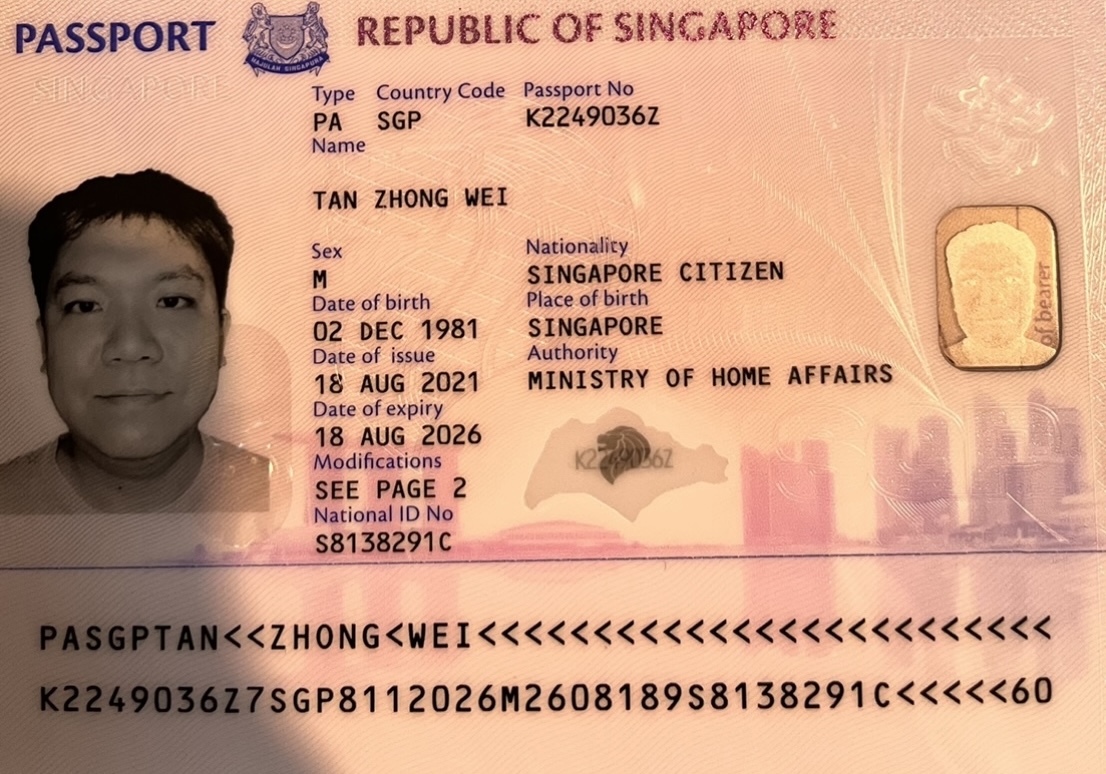 PASSPORT
REPUBLIC OF SINGAPORE
SINGAPORE
MAJULAH SINGAPURA
Type Country Code Passport No
PA SGP K2249036Z
Name
TAN ZHONG WEI
Sex Nationality
M SINGAPORE CITIZEN
Date of birth Place of birth
02 DEC 1981 SINGAPORE
Date of issue Authority
18 AUG 2021 MINISTRY OF HOME AFFAIRS
Date of expiry
18 AUG 2026
Modifications
SEE PAGE 2
National ID No
S8138291C
of bearer
K2249036Z
PASGPTAN<<ZHONG<WEI<<<<<<<<<<<<<<<<<<<<<<<<<
K2249036Z7SGP8112026M2608189S8138291C<<<<<60